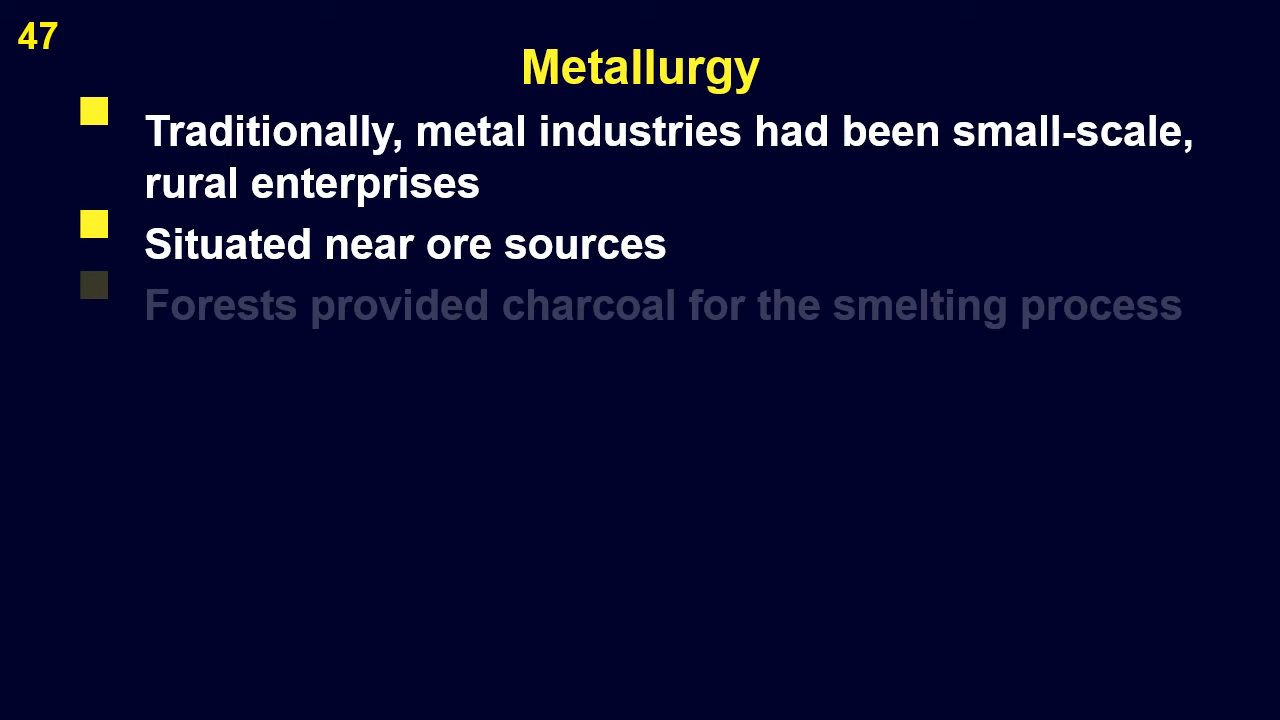 47
Metallurgy
Traditionally, metal industries had been small-scale,
rural enterprises
Situated near ore sources
Forests provided charcoal for the smelting process